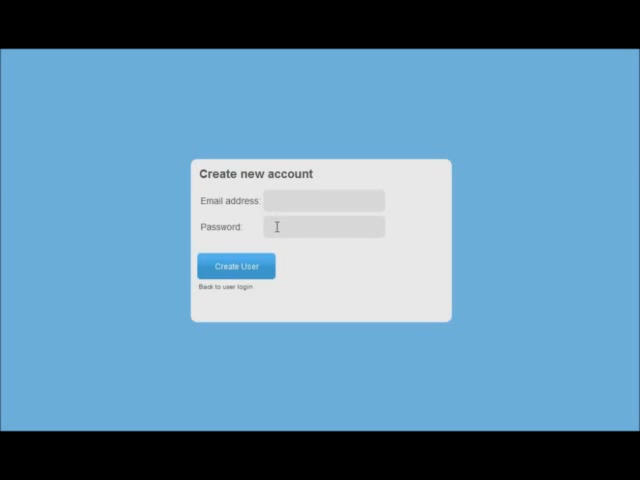 Create new account
Email address:
Password:
Create User
Back to user login